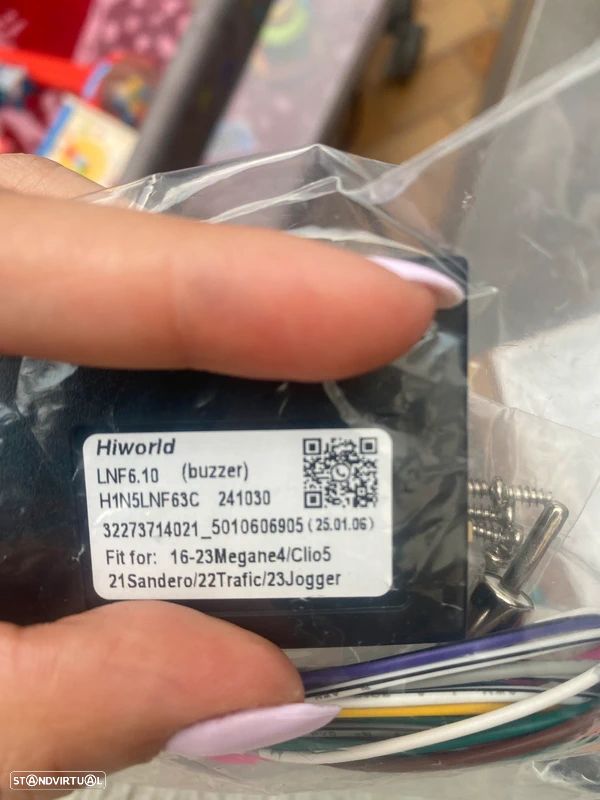 Hiworld
LNF6.10 (buzzer)
H1N5LNF63C 241030
32273714021_5010606905 (25.01.06)
Fit for: 16-23Megane4/Clio5
21Sandero/22Trafic/23Jogger
STANDVIRTUAL